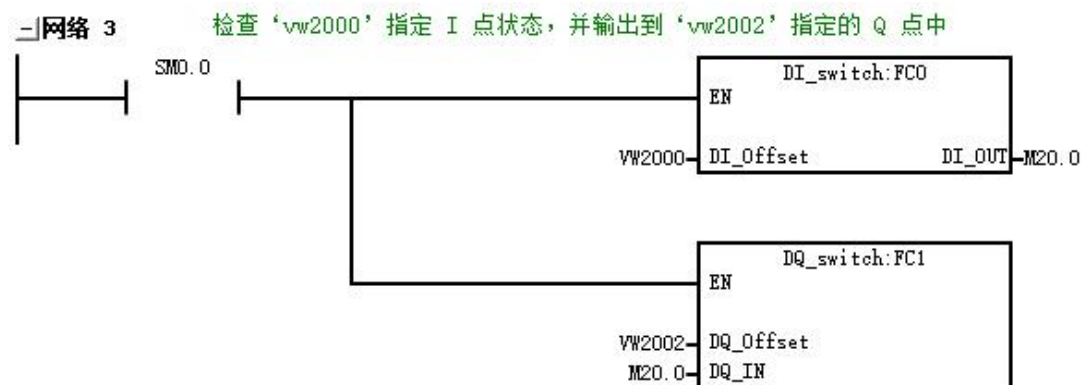 网络 3 检查‘vw2000’指定 I 点状态，并输出到‘vw2002’指定的 Q 点中
SM0.0
DI_switch:FC0
EN
VW2000 DI_Offset DI_OUT M20.0
DQ_switch:FC1
EN
VW2002 DQ_Offset
M20.0 DQ_IN